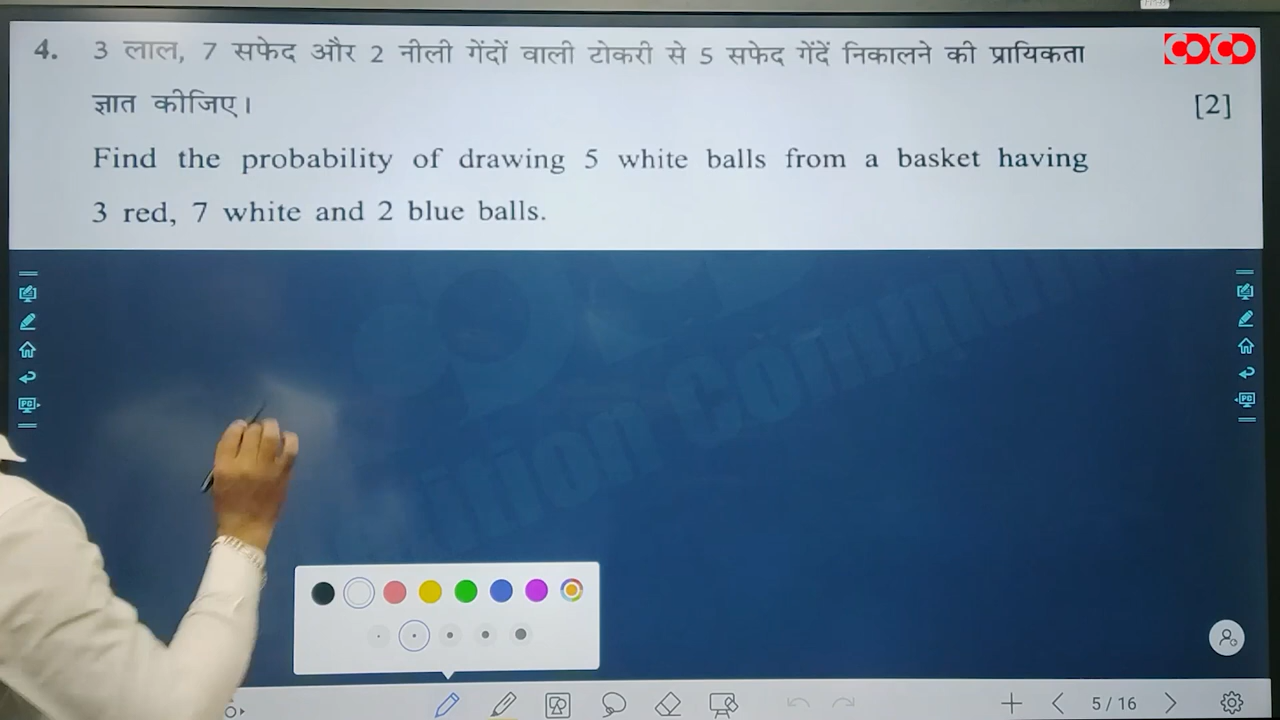 4. 3 लाल, 7 सफेद और 2 नीली गेंदों वाली टोकरी से 5 सफेद गेंदें निकालने की प्रायिकता
ज्ञात कीजिए। [2]
Find the probability of drawing 5 white balls from a basket having
3 red, 7 white and 2 blue balls.
COCO
5 / 16